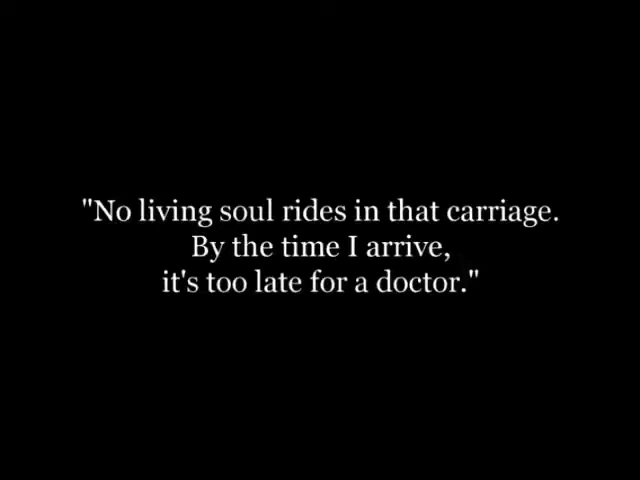 "No living soul rides in that carriage.
By the time I arrive,
it's too late for a doctor."